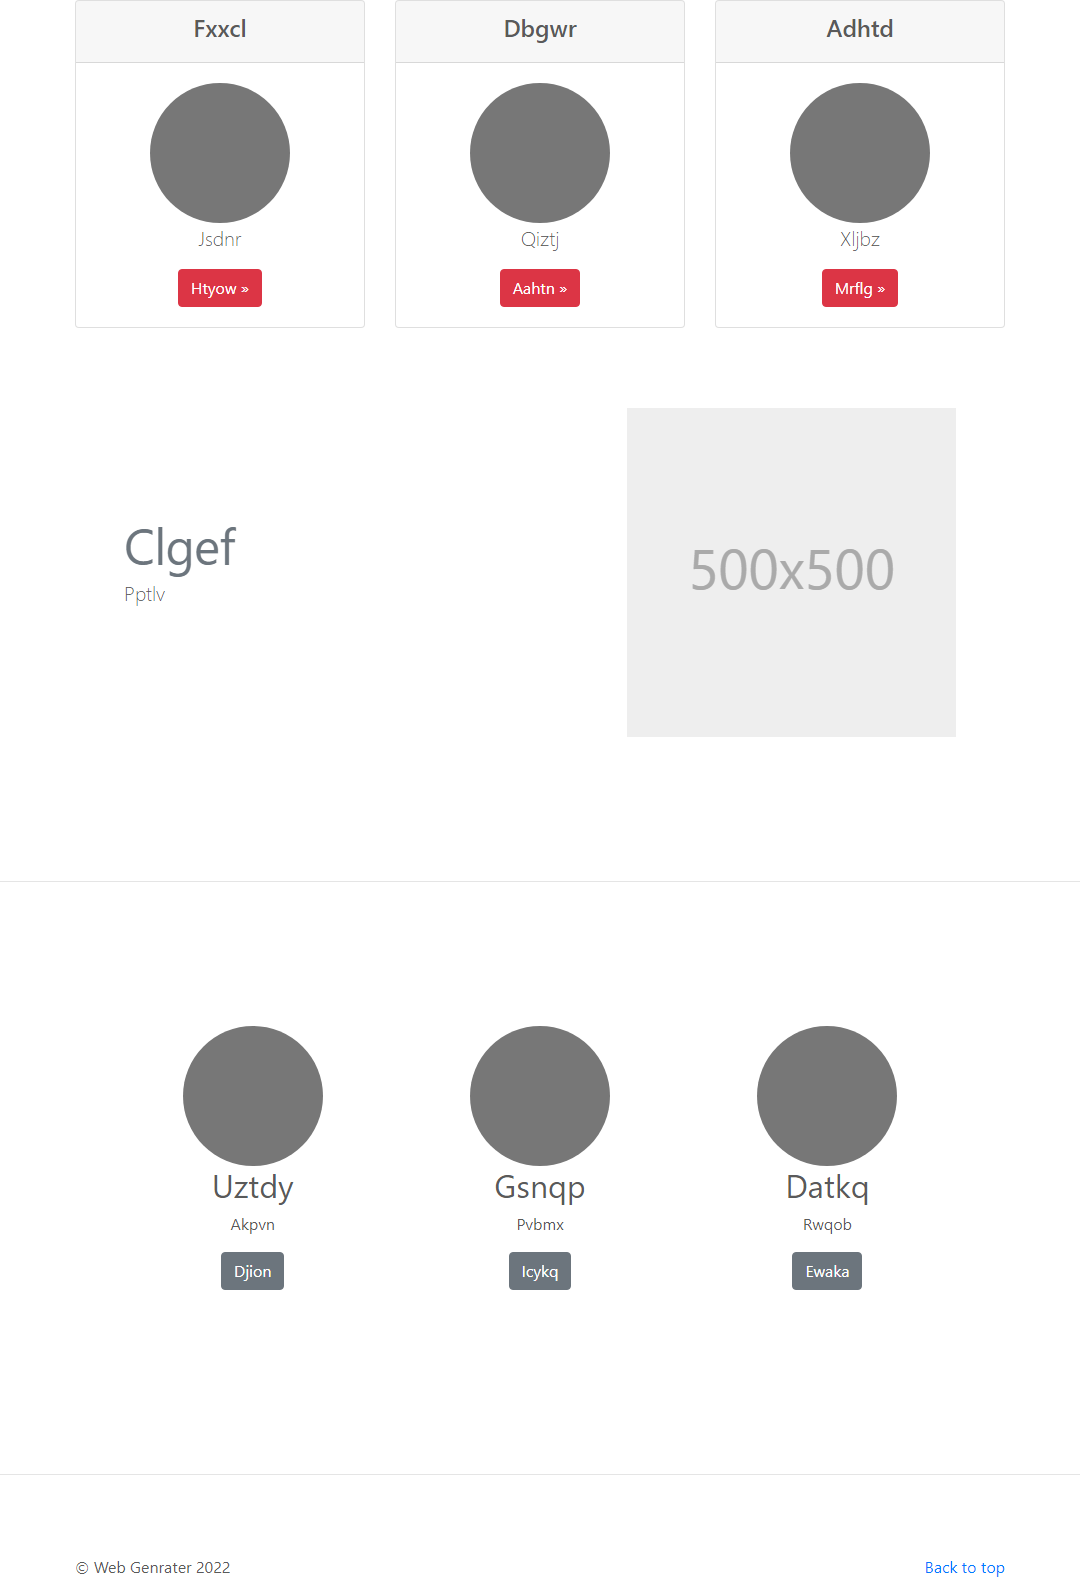 Fxxcl Dbgwr Adhtd
Jsdnr Qiztj Xljbz
Htyow » Aahtn » Mrflg »
Clgef
Pptlv
500x500
Uztdy Gsnqp Datkq
Akpvn Pvbmx Rwqob
Djion Icykq Ewaka
© Web Genrater 2022 Back to top